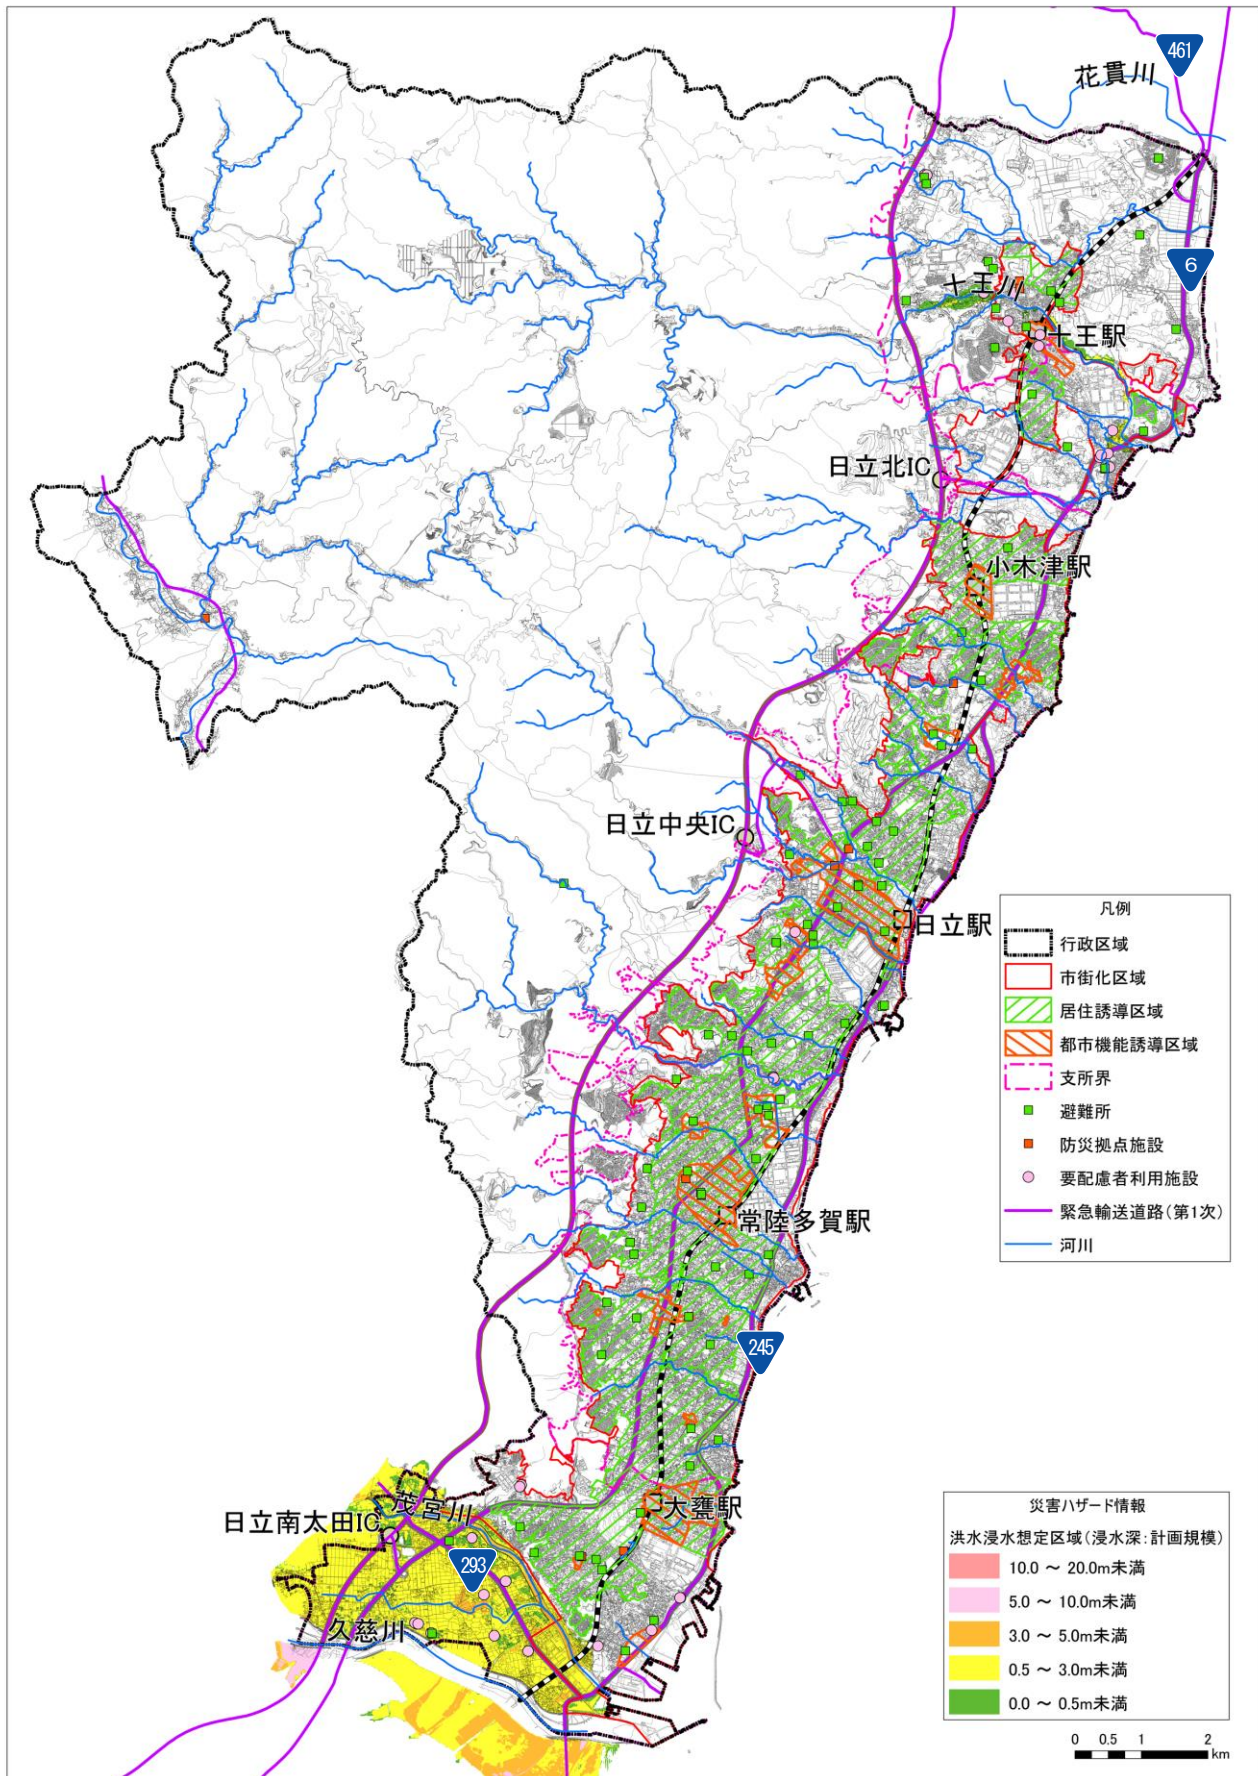 461
花貫川
6
十王川
十王駅
日立北IC
小木津駅
日立中央IC
日立駅
常陸多賀駅
245
大甕駅
茂宮川
日立南太田IC
293
久慈川
凡例
行政区域
市街化区域
居住誘導区域
都市機能誘導区域
支所界
避難所
防災拠点施設
要配慮者利用施設
緊急輸送道路(第1次)
河川
災害ハザード情報
洪水浸水想定区域(浸水深:計画規模)
10.0 ～ 20.0m未満
5.0 ～ 10.0m未満
3.0 ～ 5.0m未満
0.5 ～ 3.0m未満
0.0 ～ 0.5m未満
0 0.5 1 2
km